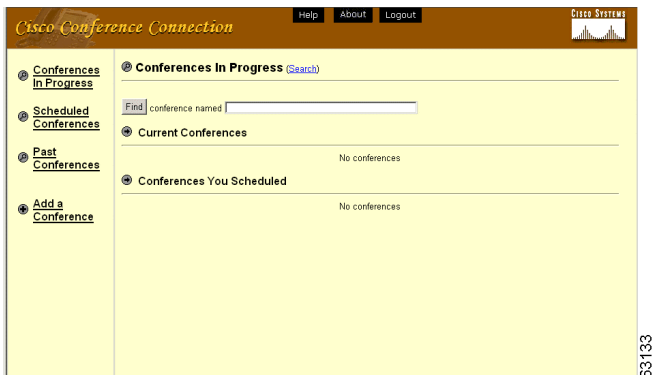 Cisco Conference Connection
Help About Logout
CISCO SYSTEMS
Conferences
In Progress
Scheduled
Conferences
Past
Conferences
Add a
Conference
Conferences In Progress (Search)
Find conference named
Current Conferences
No conferences
Conferences You Scheduled
No conferences
63133